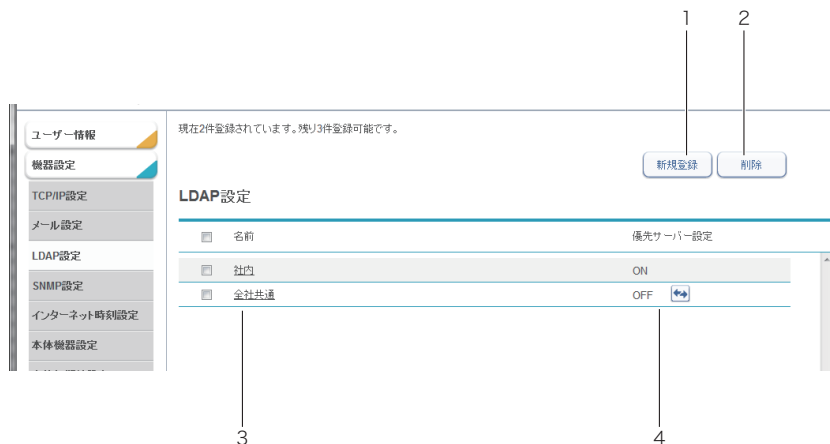 1 2
ユーザー情報
機器設定
TCP/IP設定
メール設定
LDAP設定
SNMP設定
インターネット時刻設定
本体機器設定
現在2件登録されています。残り3件登録可能です。
新規登録 削除
LDAP設定
名前 優先サーバー設定
社内 ON
全社共通 OFF
3 4